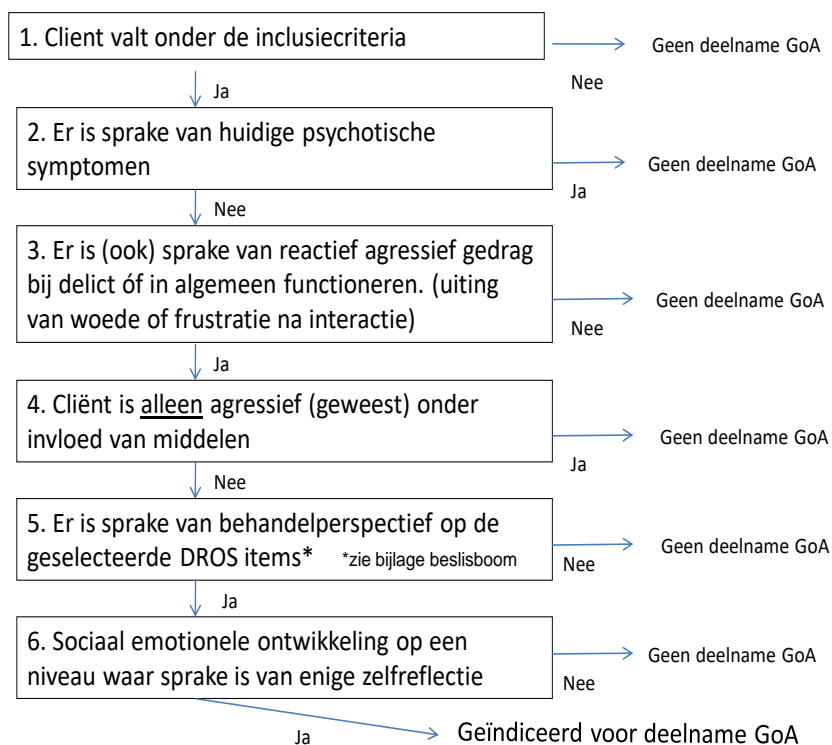 1. Client valt onder de inclusiecriteria
Geen deelname GoA
Nee
Ja
2. Er is sprake van huidige psychotische
symptomen
Geen deelname GoA
Ja
Nee
3. Er is (ook) sprake van reactief agressief gedrag
bij delict óf in algemeen functioneren. (uiting
van woede of frustratie na interactie)
Geen deelname GoA
Nee
Ja
4. Cliënt is alleen agressief (geweest) onder
invloed van middelen
Geen deelname GoA
Ja
Nee
5. Er is sprake van behandelperspectief op de
geselecteerde DROS items* *zie bijlage beslisboom
Geen deelname GoA
Nee
Ja
6. Sociaal emotionele ontwikkeling op een
niveau waar sprake is van enige zelfreflectie
Geen deelname GoA
Nee
Ja
Geïndiceerd voor deelname GoA